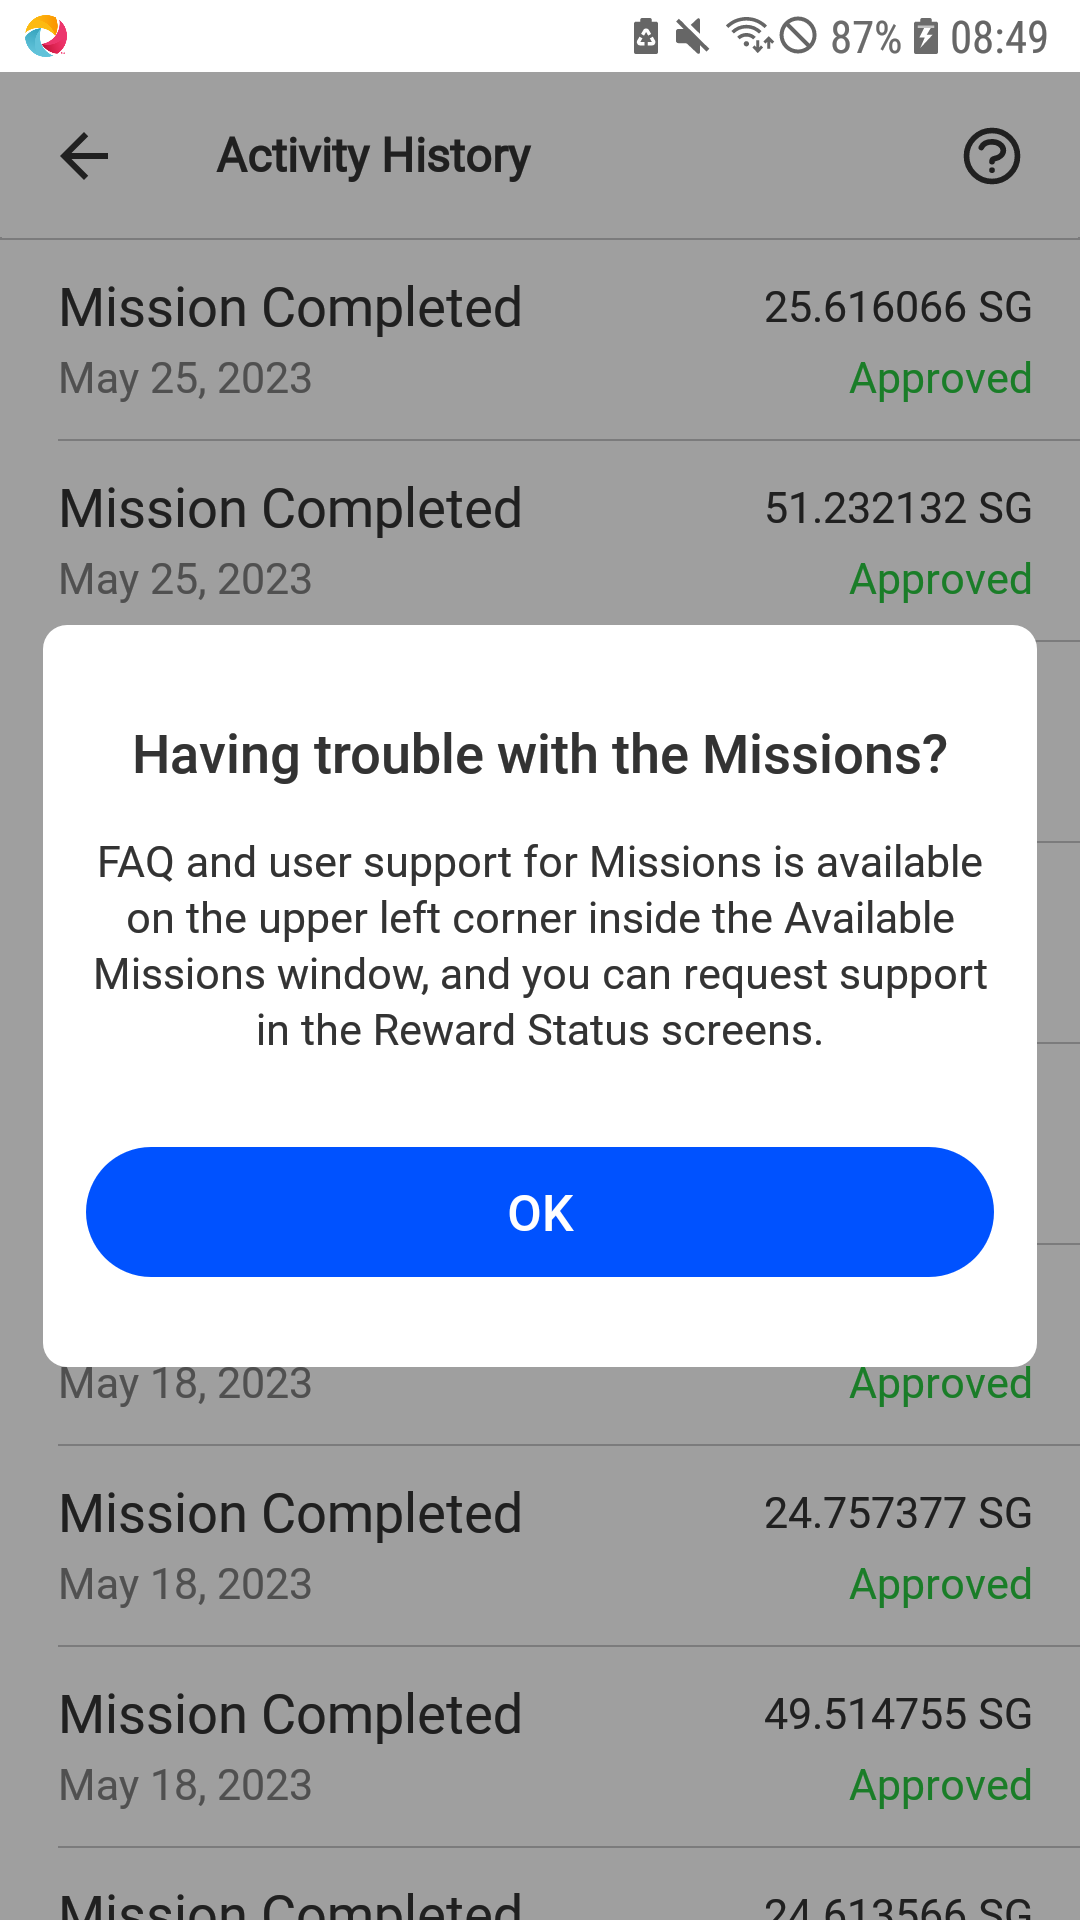 87% 08:49
Activity History
Mission Completed 25.616066 SG
May 25, 2023 Approved
Mission Completed 51.232132 SG
May 25, 2023 Approved
Having trouble with the Missions?
FAQ and user support for Missions is available
on the upper left corner inside the Available
Missions window, and you can request support
in the Reward Status screens.
OK
May 18, 2023 Approved
Mission Completed 24.757377 SG
May 18, 2023 Approved
Mission Completed 49.514755 SG
May 18, 2023 Approved
Mission Completed 24.613566 SG